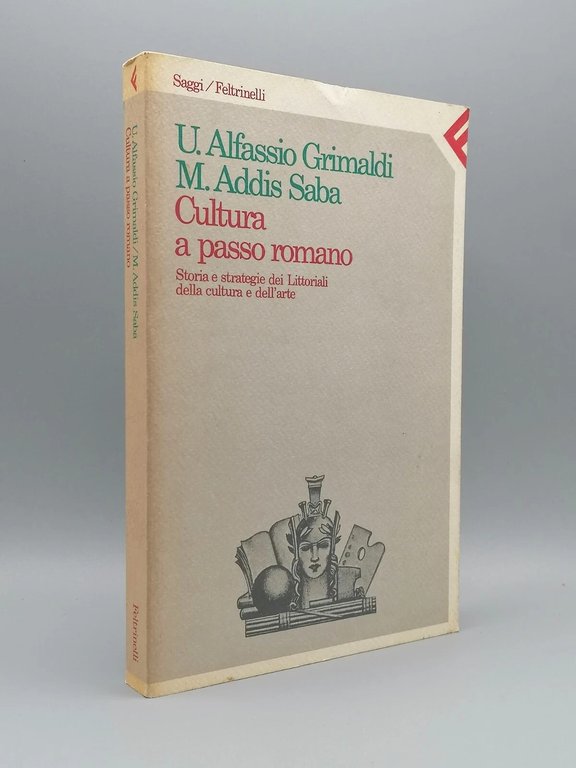 Saggi/Feltrinelli
U. Alfassio Grimaldi
M. Addis Saba
Cultura
a passo romano
Storia e strategie dei Littoriali
della cultura e dell'arte
U. Alfassio Grimaldi/M. Addis Saba
Cultura a passo romano
Feltrinelli